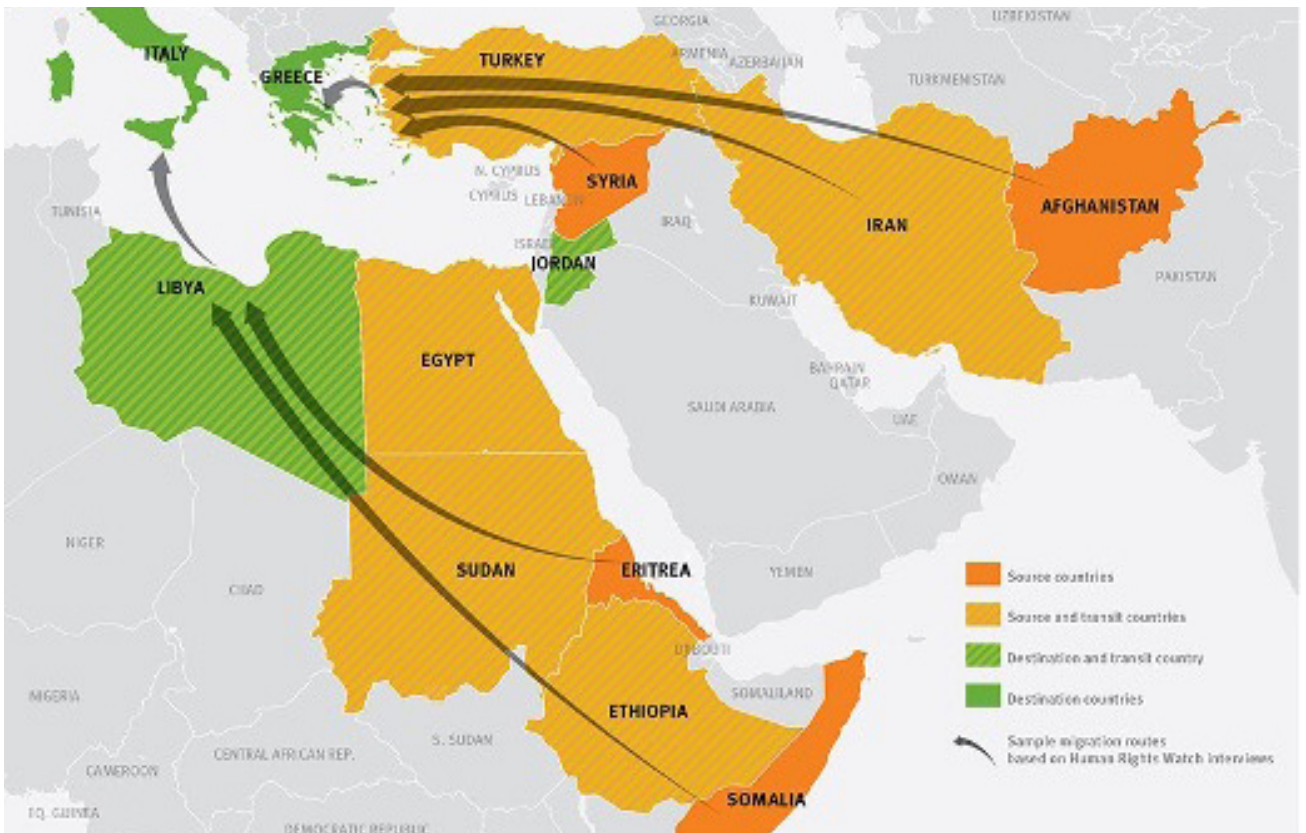 GEORGIA
UZBEKISTAN
ITALY
TURKEY
ARMENIA
AZERBAIJAN
GREECE
TURKMENISTAN
N. CYPRUS
SYRIA
CYPRUS
LEBANON
AFGHANISTAN
TUNISIA
IRAQ
IRAN
ISRAEL
JORDAN
PAKISTAN
LIBYA
KUWAIT
EGYPT
BAHRAIN
QATAR
SAUDI ARABIA
UAE
OMAN
NIGER
CHAD
SUDAN
ERITREA
YEMEN
Source countries
Source and transit countries
DJIBOUTI
Destination and transit country
NIGERIA
SOMALILAND
Destination countries
ETHIOPIA
S. SUDAN
Sample migration routes
based on Human Rights Watch interviews
CENTRAL AFRICAN REP.
CAMEROON
SOMALIA
EQ. GUINEA
DEMOCRATIC REPUBLIC